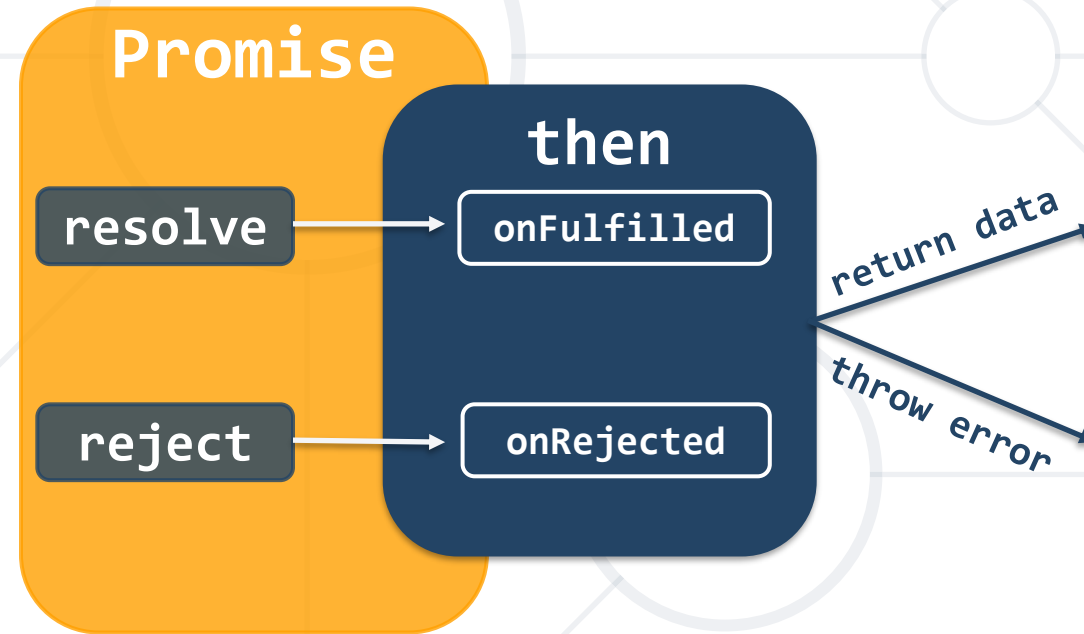 Promise
then
resolve
onFulfilled
return data
throw error
reject
onRejected